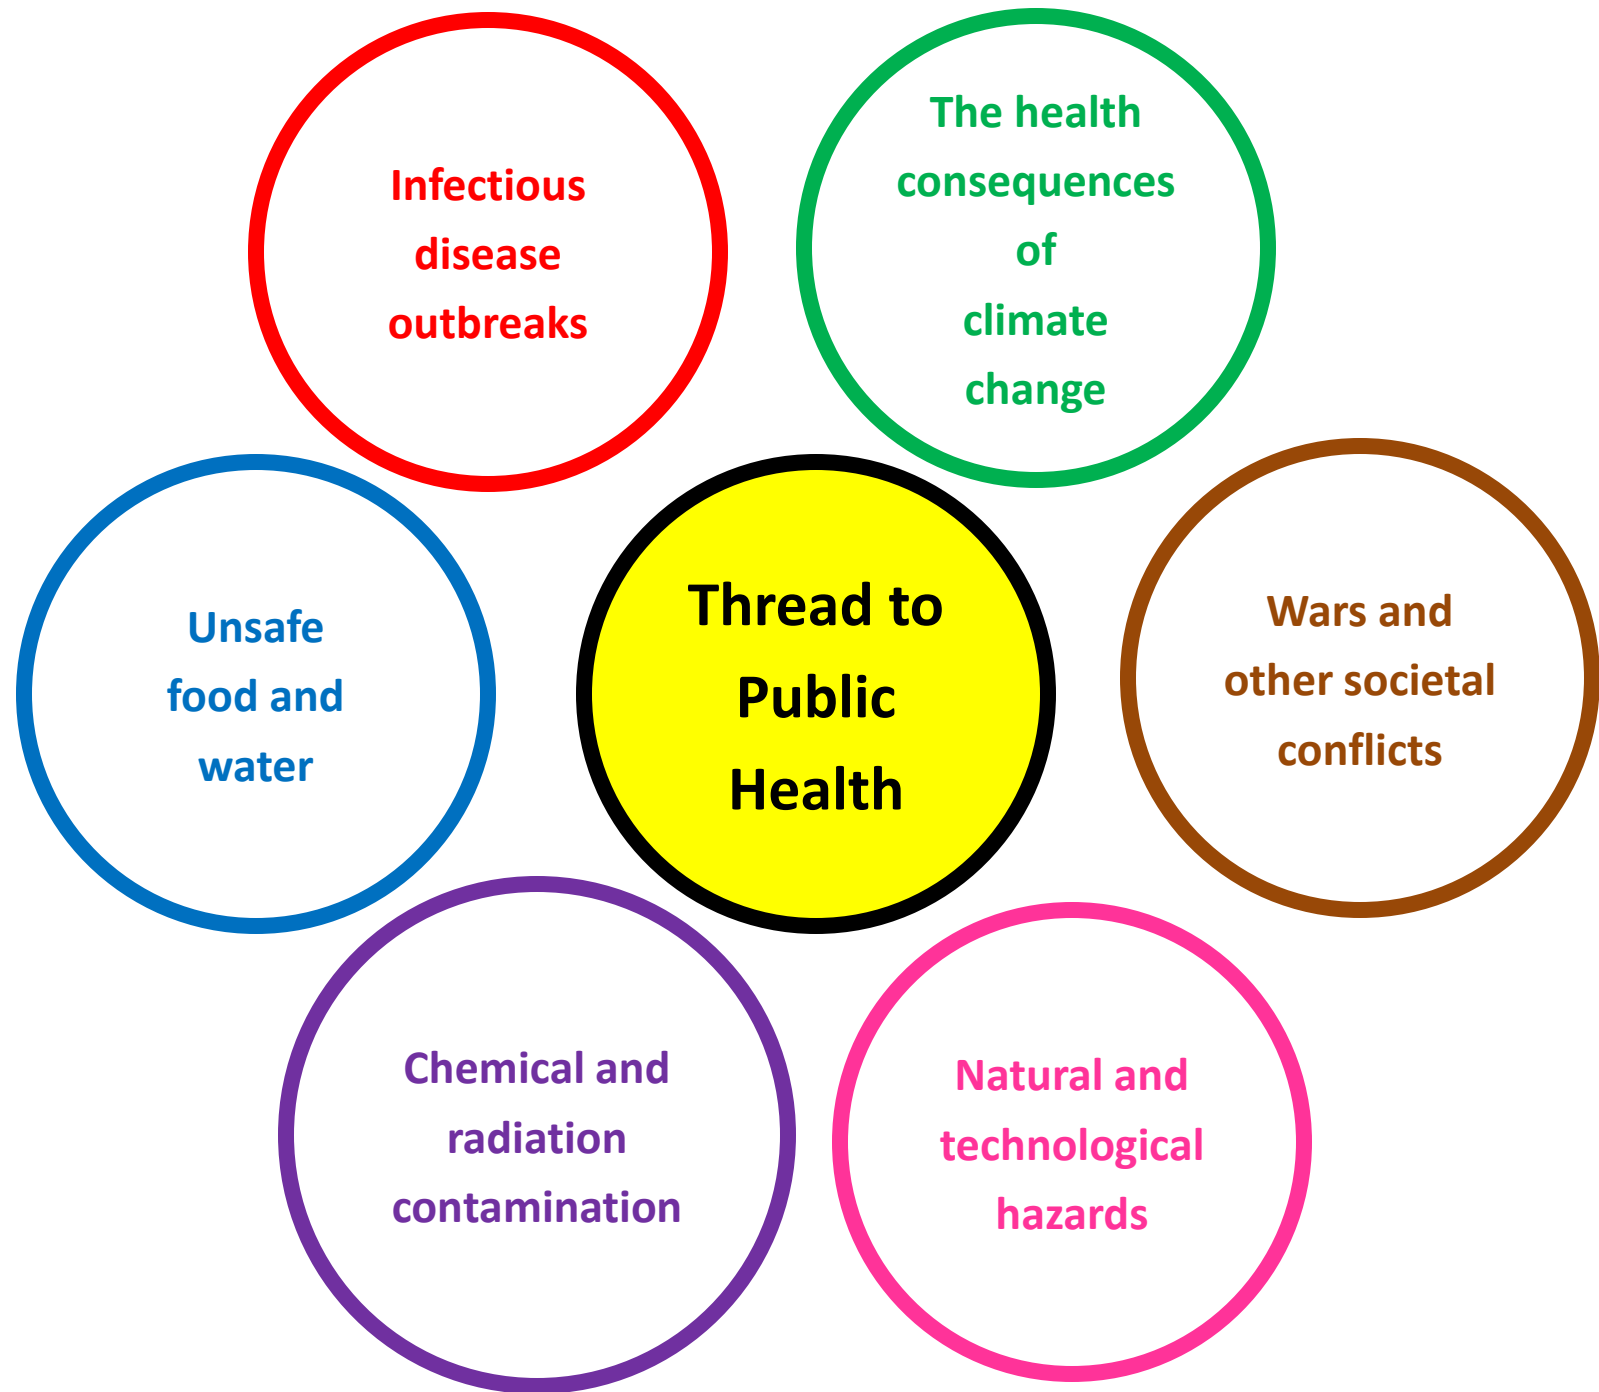 Infectious
disease
outbreaks
The health
consequences
of
climate
change
Unsafe
food and
water
Thread to
Public
Health
Wars and
other societal
conflicts
Chemical and
radiation
contamination
Natural and
technological
hazards